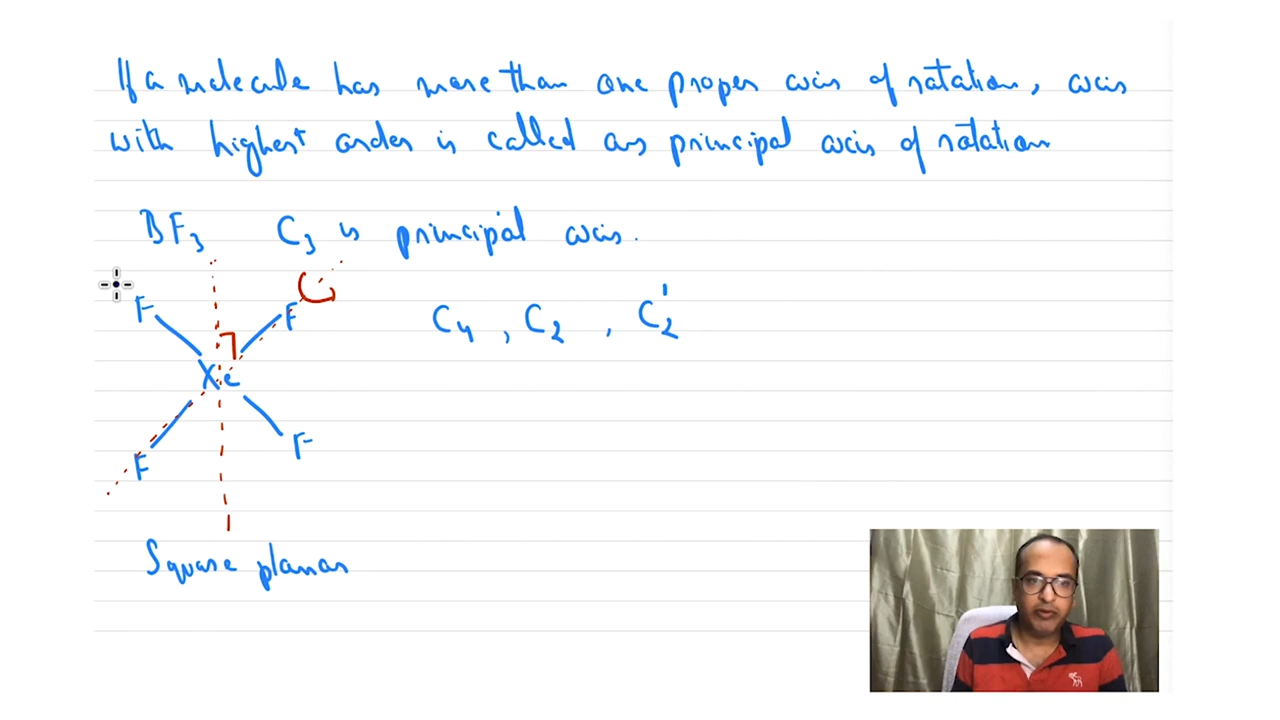 If a molecule has more than one proper axis of rotation, axis
with highest order is called as principal axis of rotation
BF₃ C₃ is principal axis.
F F
C₄, C₂, C₂'
Xe
F F
Square planar